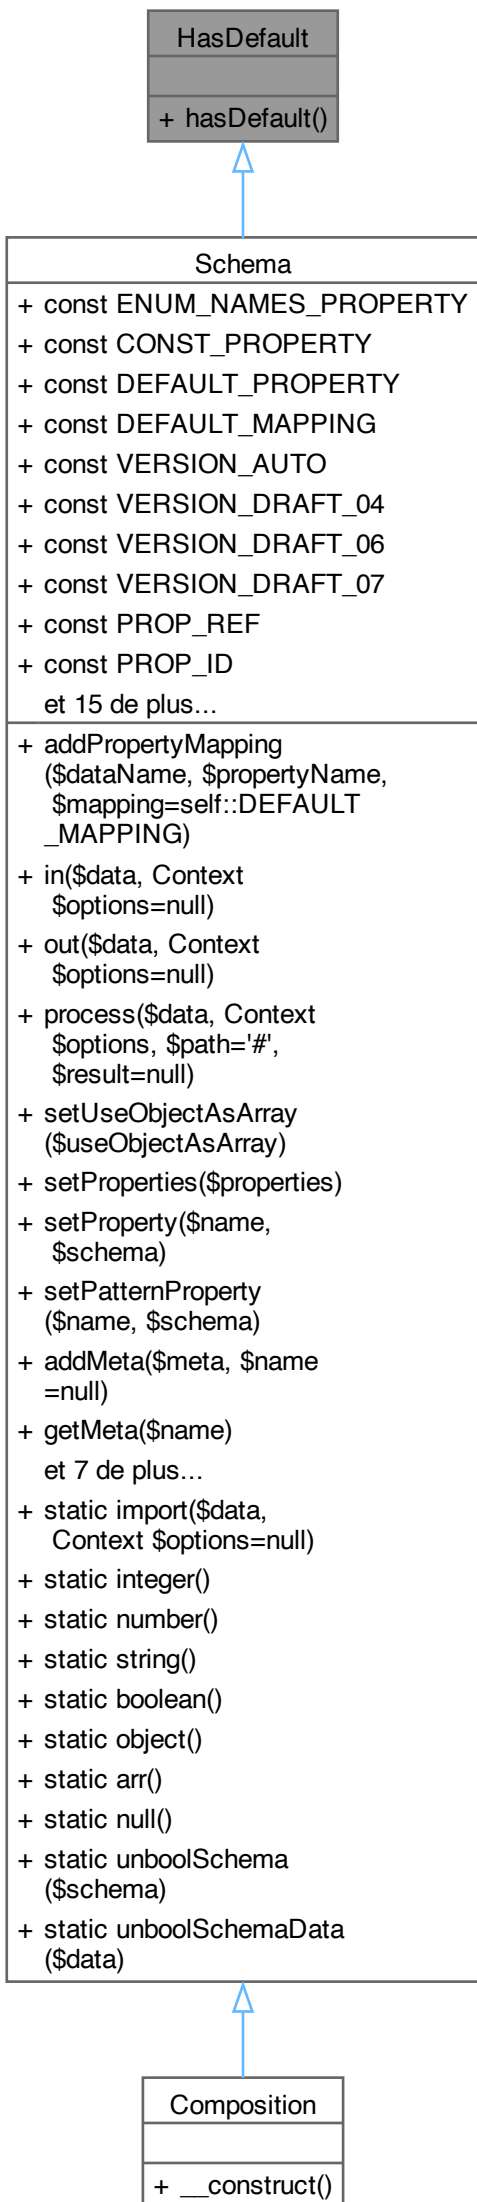 HasDefault
+ hasDefault()
Schema
+ const ENUM_NAMES_PROPERTY
+ const CONST_PROPERTY
+ const DEFAULT_PROPERTY
+ const DEFAULT_MAPPING
+ const VERSION_AUTO
+ const VERSION_DRAFT_04
+ const VERSION_DRAFT_06
+ const VERSION_DRAFT_07
+ const PROP_REF
+ const PROP_ID
et 15 de plus...
+ addPropertyMapping
($dataName, $propertyName,
$mapping=self::DEFAULT
_MAPPING)
+ in($data, Context
$options=null)
+ out($data, Context
$options=null)
+ process($data, Context
$options, $path='#',
$result=null)
+ setUseObjectAsArray
($useObjectAsArray)
+ setProperties($properties)
+ setProperty($name,
$schema)
+ setPatternProperty
($name, $schema)
+ addMeta($meta, $name
=null)
+ getMeta($name)
et 7 de plus...
+ static import($data,
Context $options=null)
+ static integer()
+ static number()
+ static string()
+ static boolean()
+ static object()
+ static arr()
+ static null()
+ static unboolSchema
($schema)
+ static unboolSchemaData
($data)
Composition
+ __construct()